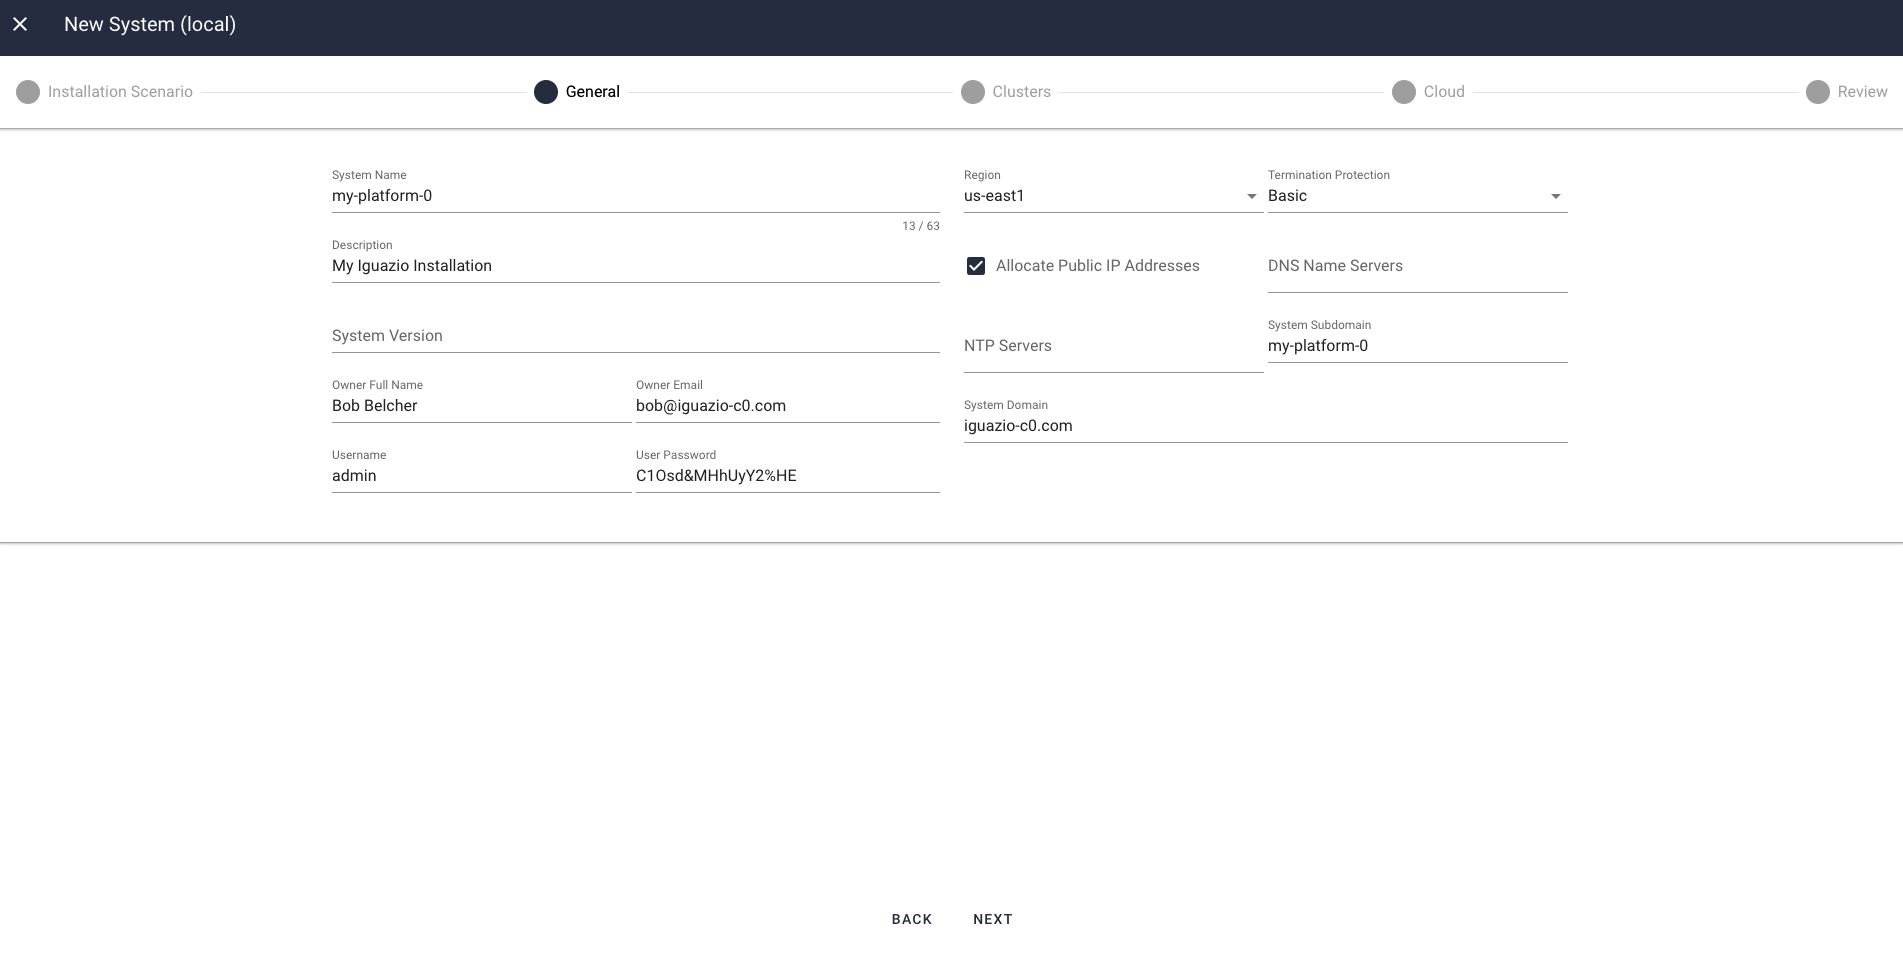 New System (local)
Installation Scenario
General
Clusters
Cloud
Review
System Name
my-platform-0
13 / 63
Description
My Iguazio Installation
System Version
Owner Full Name
Bob Belcher
Owner Email
bob@iguazio-c0.com
Username
admin
User Password
C1Osd&MHhUyY2%HE
Region
us-east1
Termination Protection
Basic
Allocate Public IP Addresses
DNS Name Servers
NTP Servers
System Subdomain
my-platform-0
System Domain
iguazio-c0.com
BACK
NEXT